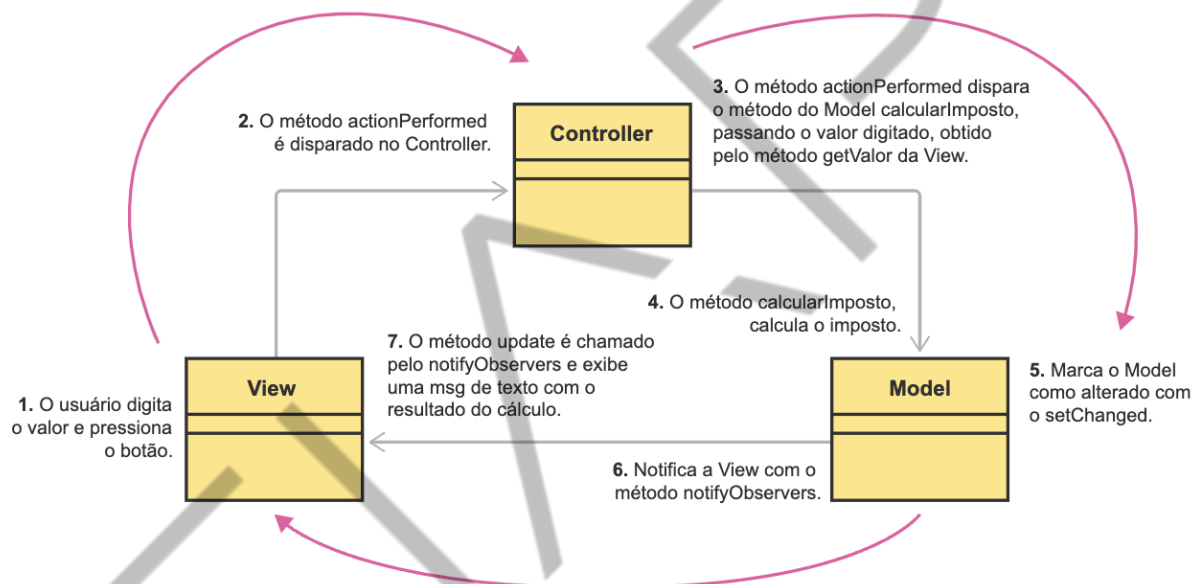 2. O método actionPerformed
é disparado no Controller.
Controller
3. O método actionPerformed dispara
o método do Model calcularImposto,
passando o valor digitado, obtido
pelo método getValor da View.
4. O método calcularImposto,
calcula o imposto.
1. O usuário digita
o valor e pressiona
o botão.
View
7. O método update é chamado
pelo notifyObservers e exibe
uma msg de texto com o
resultado do cálculo.
Model
5. Marca o Model
como alterado com
o setChanged.
6. Notifica a View com o
método notifyObservers.